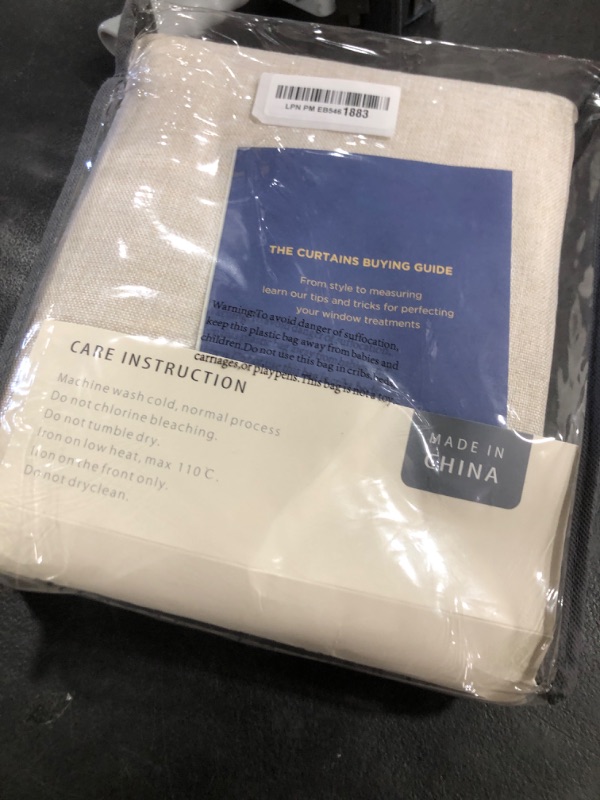 LPN PM EB5461883
THE CURTAINS BUYING GUIDE
From style to measuring
learn our tips and tricks for perfecting
your window treatments
Warning:To avoid danger of suffocation,
keep this plastic bag away from babies and
children.Do not use this bag in cribs,
carriages,or playpens.This bag is not a toy
CARE INSTRUCTION
Machine wash cold, normal process
Do not chlorine bleaching.
Do not tumble dry.
Iron on low heat, max 110℃.
Iron on the front only.
Do not dryclean.
MADE IN
CHINA